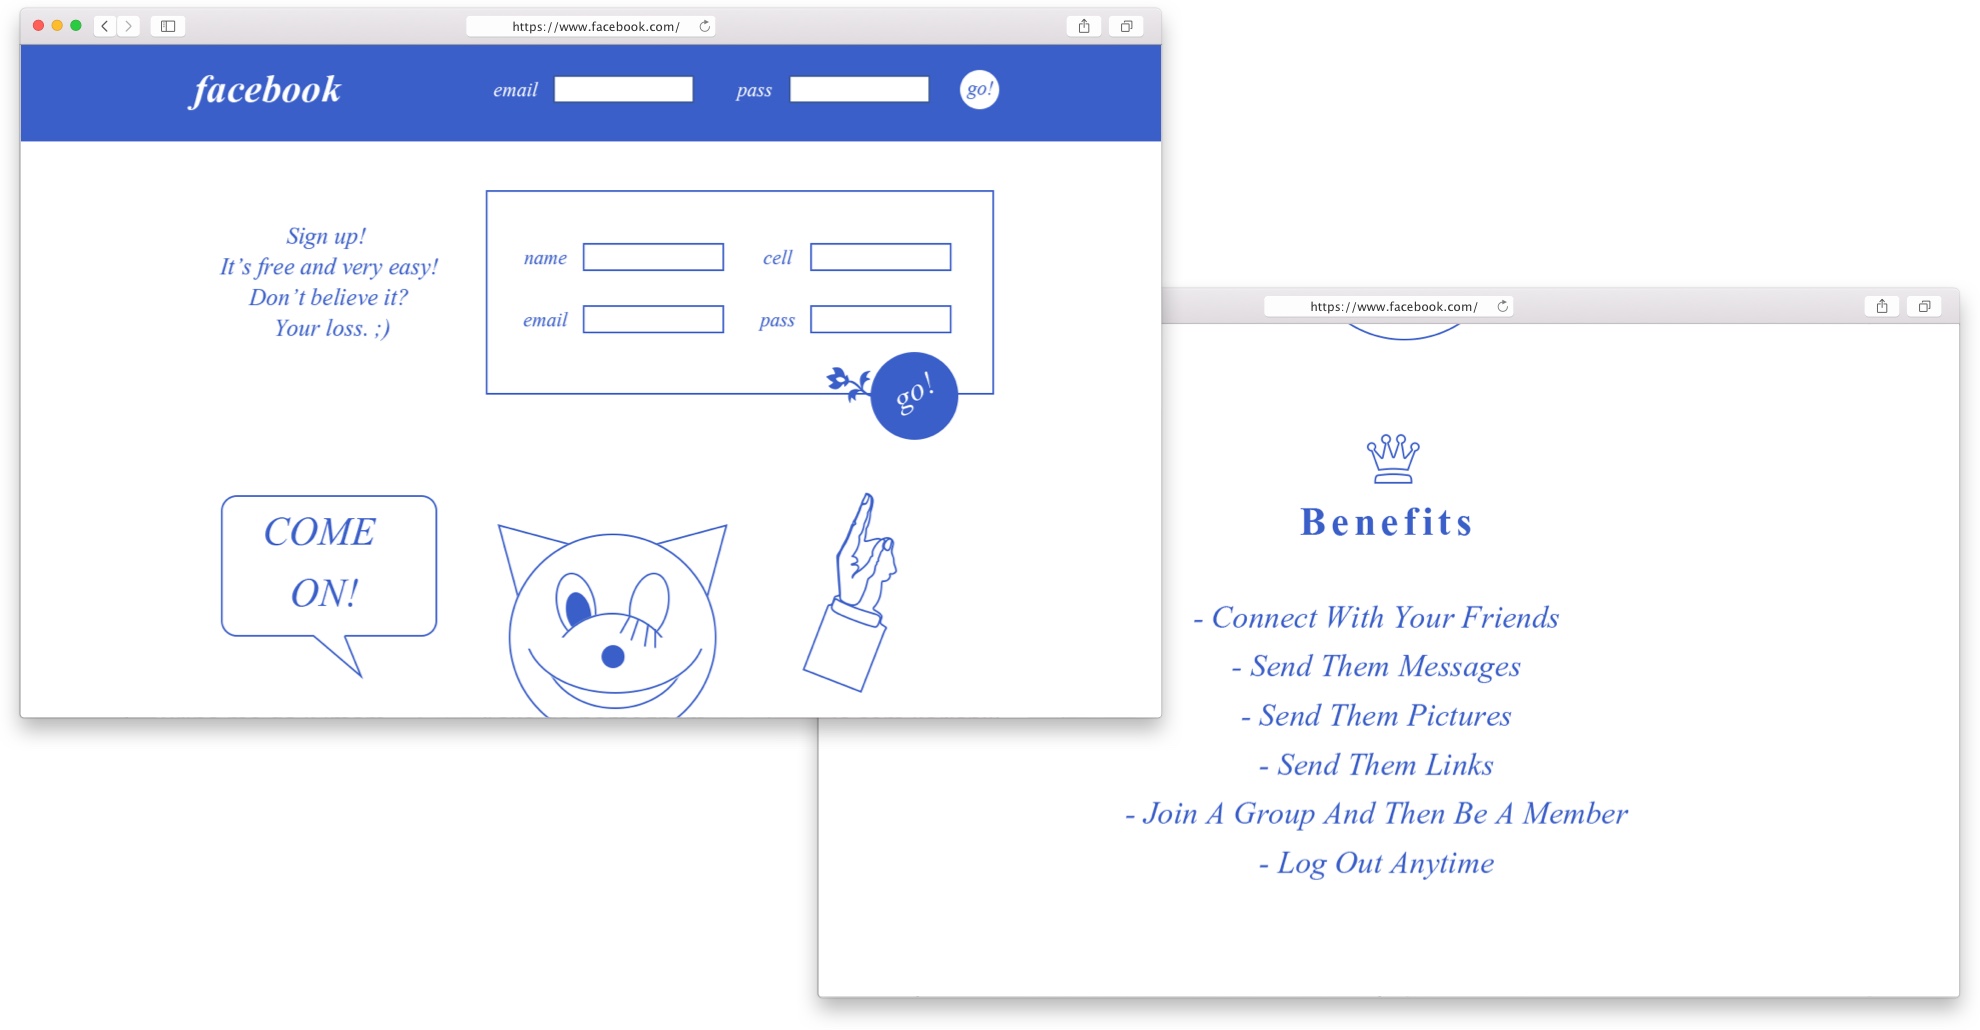 https://www.facebook.com/
facebook
email
pass
go!
Sign up!
It’s free and very easy!
Don’t believe it?
Your loss. ;)
name
cell
email
pass
go!
COME
ON!
https://www.facebook.com/
Benefits
- Connect With Your Friends
- Send Them Messages
- Send Them Pictures
- Send Them Links
- Join A Group And Then Be A Member
- Log Out Anytime